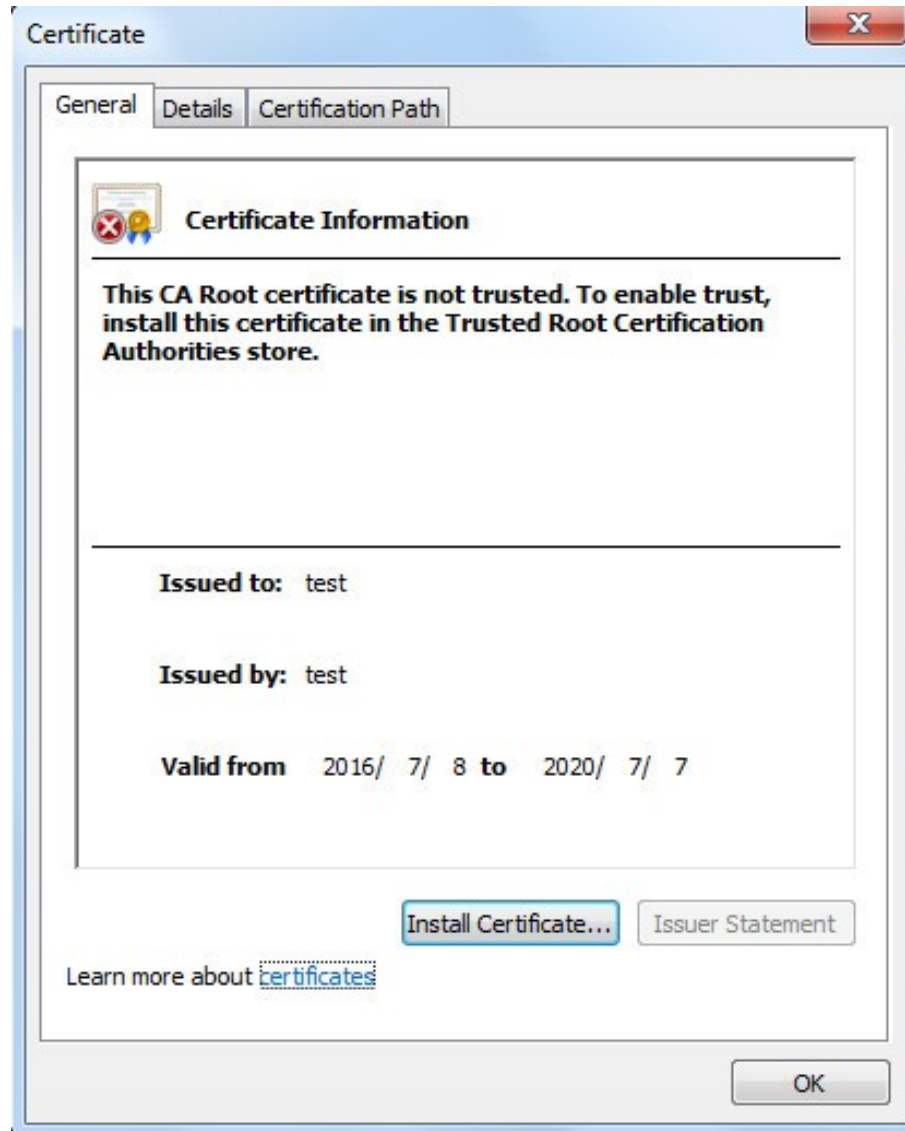 Certificate
General Details Certification Path
Certificate Information
This CA Root certificate is not trusted. To enable trust,
install this certificate in the Trusted Root Certification
Authorities store.
Issued to: test
Issued by: test
Valid from 2016/ 7/ 8 to 2020/ 7/ 7
Install Certificate... Issuer Statement
Learn more about certificates
OK